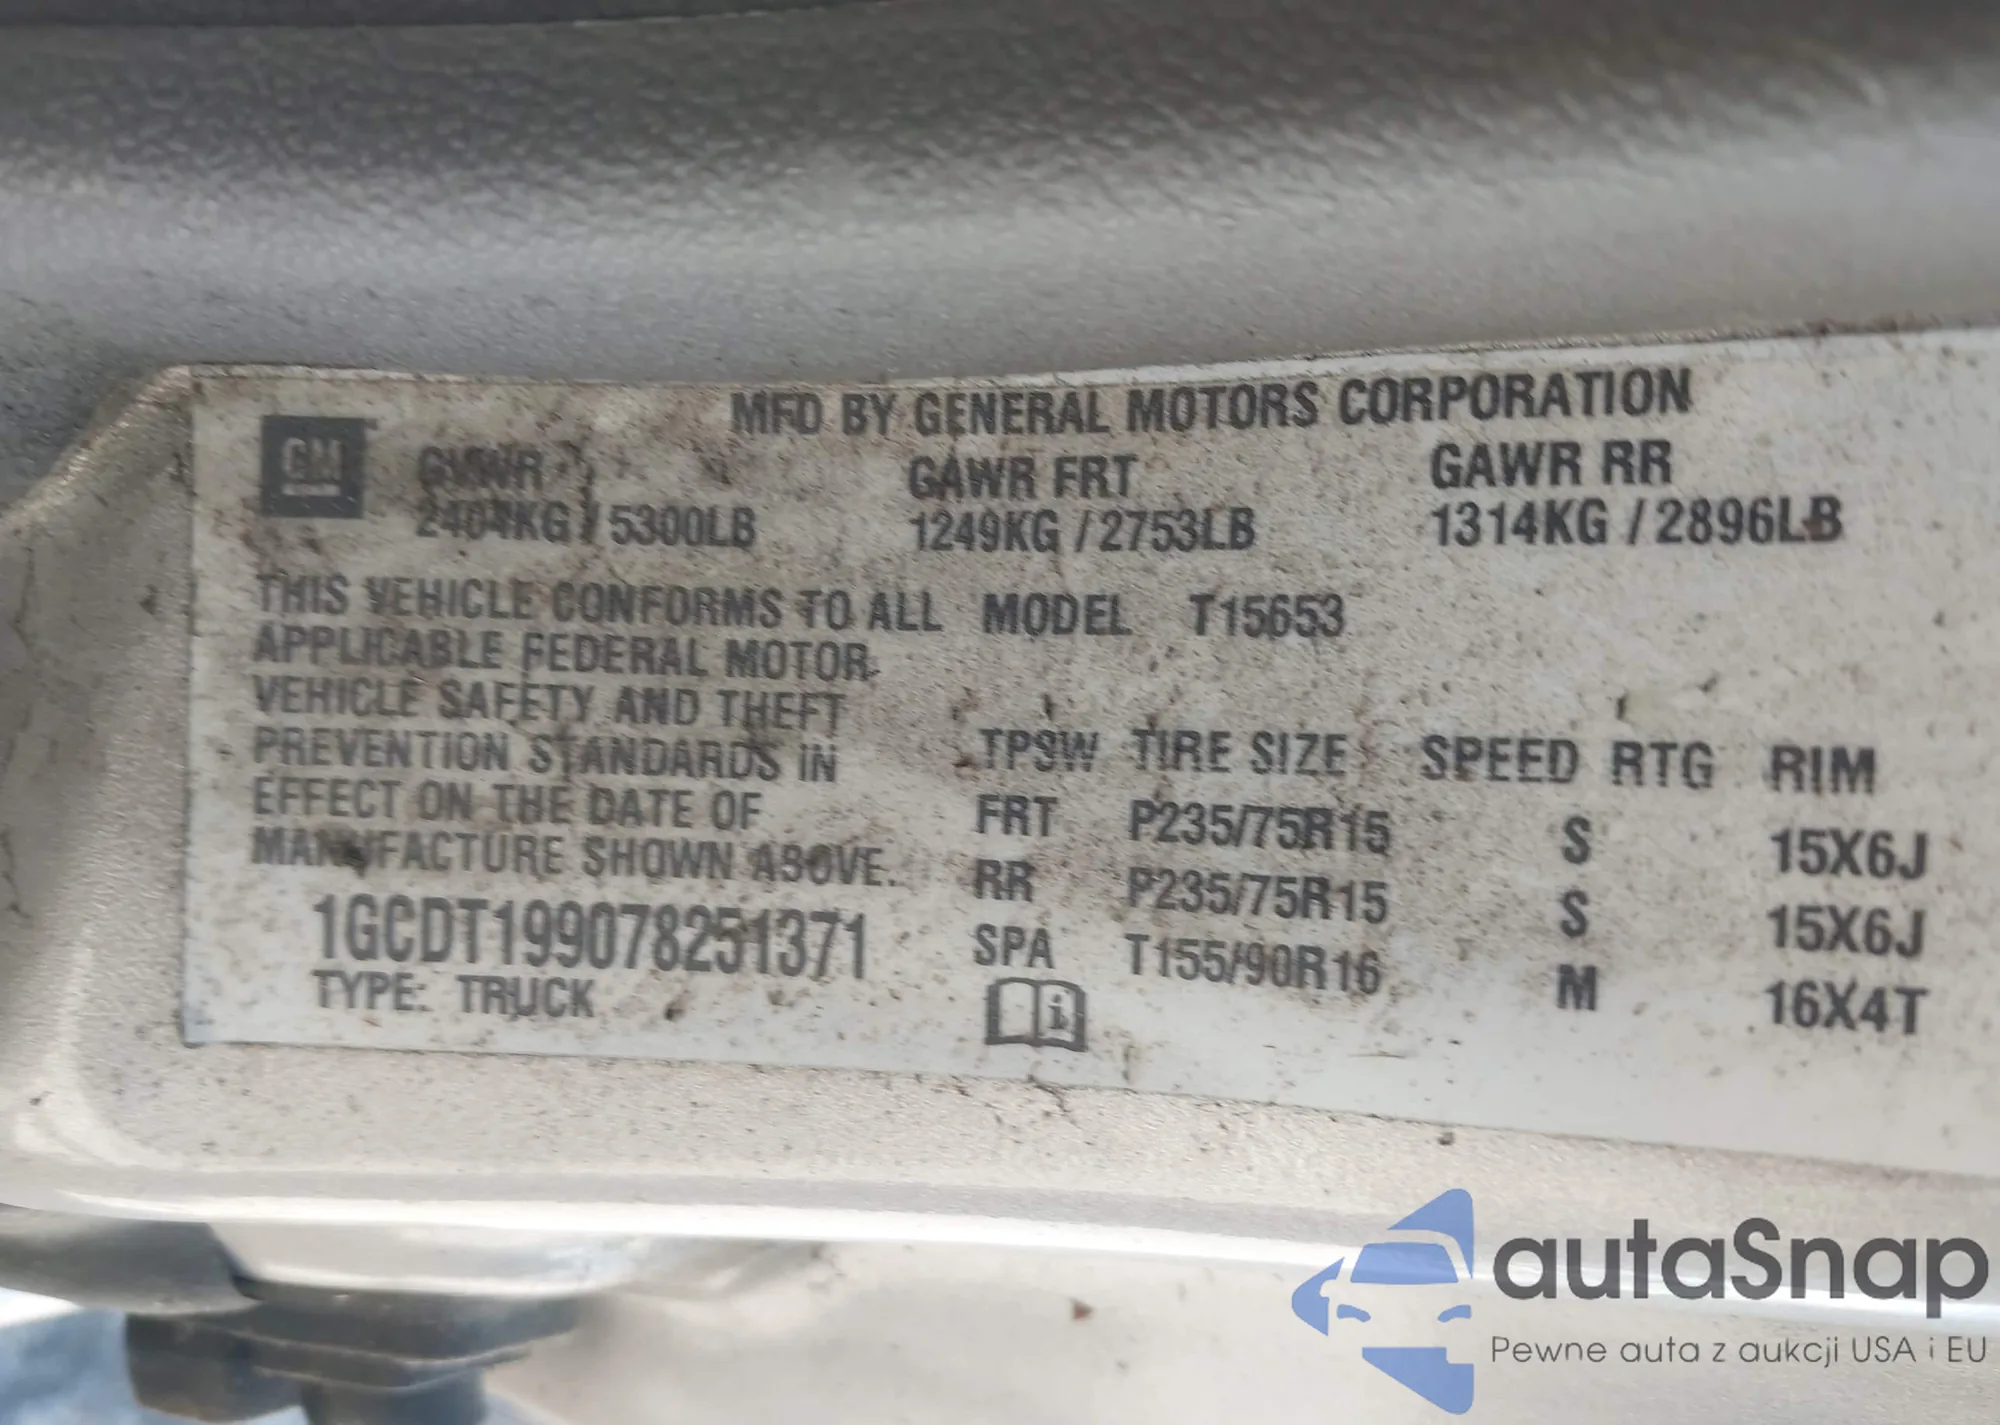 MFD BY GENERAL MOTORS CORPORATION
GM
GVWR GAWR FRT GAWR RR
2404KG / 5300LB 1249KG / 2753LB 1314KG / 2896LB
THIS VEHICLE CONFORMS TO ALL MODEL T15653
APPLICABLE FEDERAL MOTOR
VEHICLE SAFETY AND THEFT
PREVENTION STANDARDS IN
EFFECT ON THE DATE OF
MANUFACTURE SHOWN ABOVE.
1GCDT199078251371
TYPE: TRUCK
TPSW TIRE SIZE SPEED RTG RIM
FRT P235/75R15 S 15X6J
RR P235/75R15 S 15X6J
SPA T155/90R16 M 16X4T
i
autaSnap
Pewne auta z aukcji USA i EU